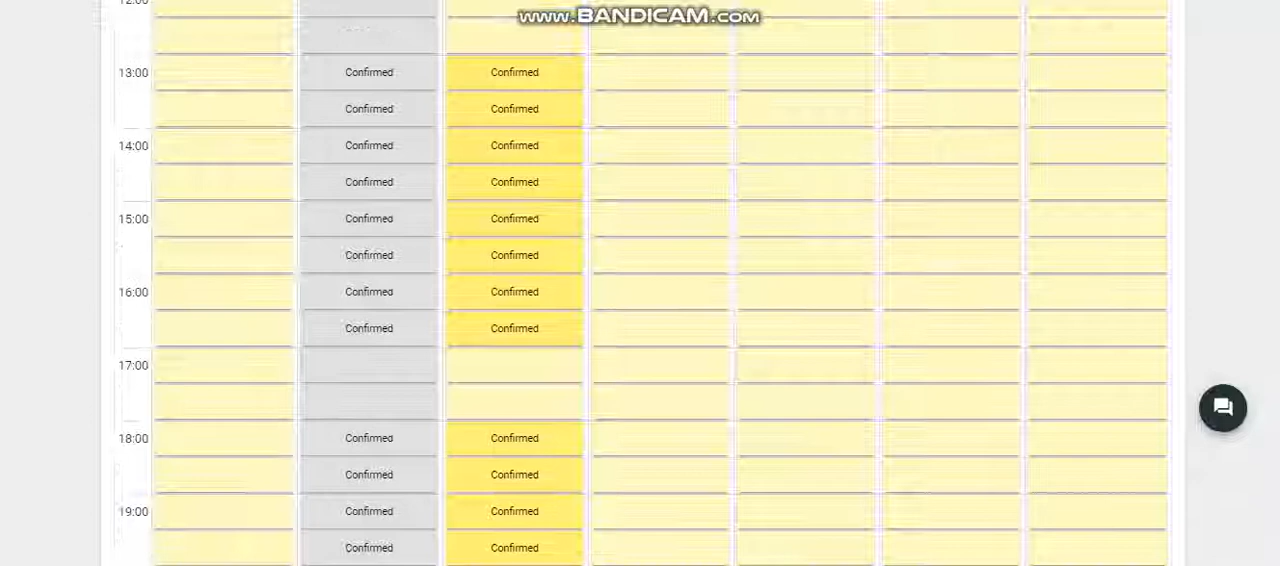 12:00
www.BANDICAM.com
13:00 Confirmed Confirmed
Confirmed Confirmed
14:00 Confirmed Confirmed
Confirmed Confirmed
15:00 Confirmed Confirmed
Confirmed Confirmed
16:00 Confirmed Confirmed
Confirmed Confirmed
17:00
18:00 Confirmed Confirmed
Confirmed Confirmed
19:00 Confirmed Confirmed
Confirmed Confirmed